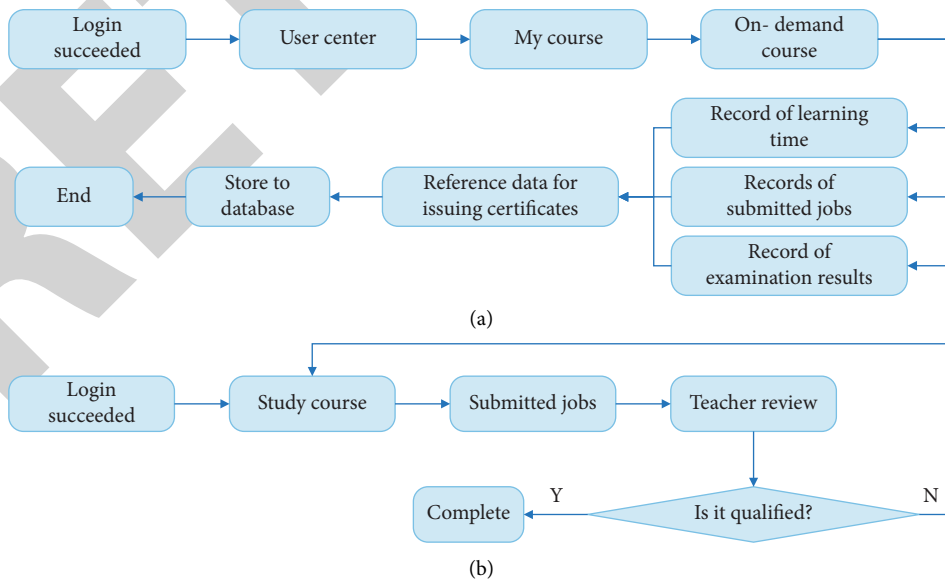 Login
succeeded
User center
My course
On- demand
course
Record of learning
time
End
Store to
database
Reference data for
issuing certificates
Records of
submitted jobs
Record of
examination results
(a)
Login
succeeded
Study course
Submitted jobs
Teacher review
Complete
Y
Is it qualified?
N
(b)